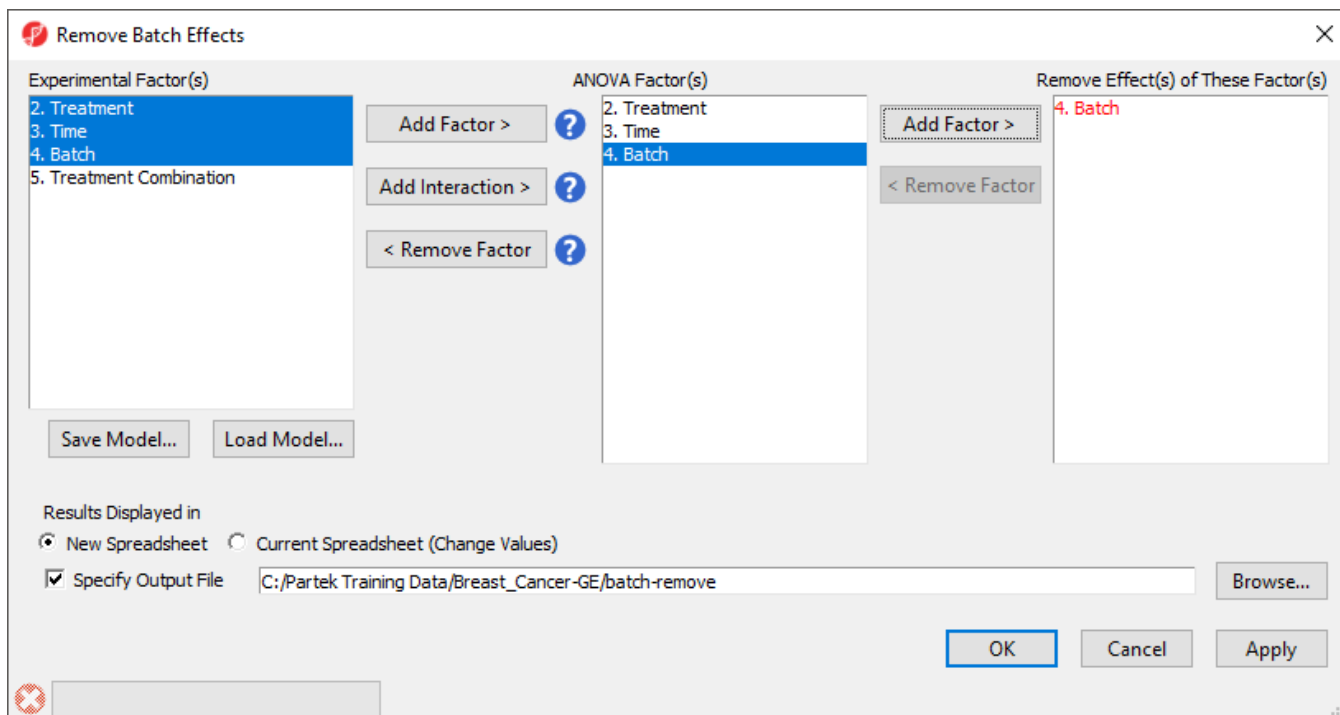 Remove Batch Effects
Experimental Factor(s)
2. Treatment
3. Time
4. Batch
5. Treatment Combination
Add Factor >
?
Add Interaction >
?
< Remove Factor
?
ANOVA Factor(s)
2. Treatment
3. Time
4. Batch
Add Factor >
< Remove Factor
Remove Effect(s) of These Factor(s)
4. Batch
Save Model...
Load Model...
Results Displayed in
New Spreadsheet
Current Spreadsheet (Change Values)
Specify Output File
C:/Partek Training Data/Breast_Cancer-GE/batch-remove
Browse...
OK
Cancel
Apply